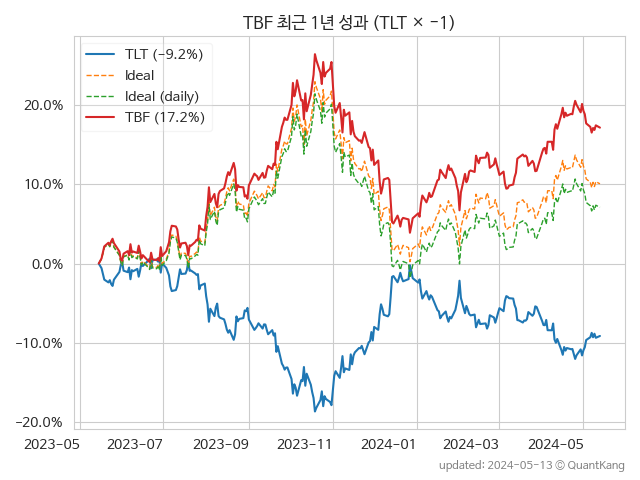 TBF 최근 1년 성과 (TLT × −1)
TLT (−9.2%)
Ideal
Ideal (daily)
TBF (17.2%)
20.0%
10.0%
0.0%
−10.0%
−20.0%
2023-05
2023-07
2023-09
2023-11
2024-01
2024-03
2024-05
updated: 2024-05-13 © QuantKang